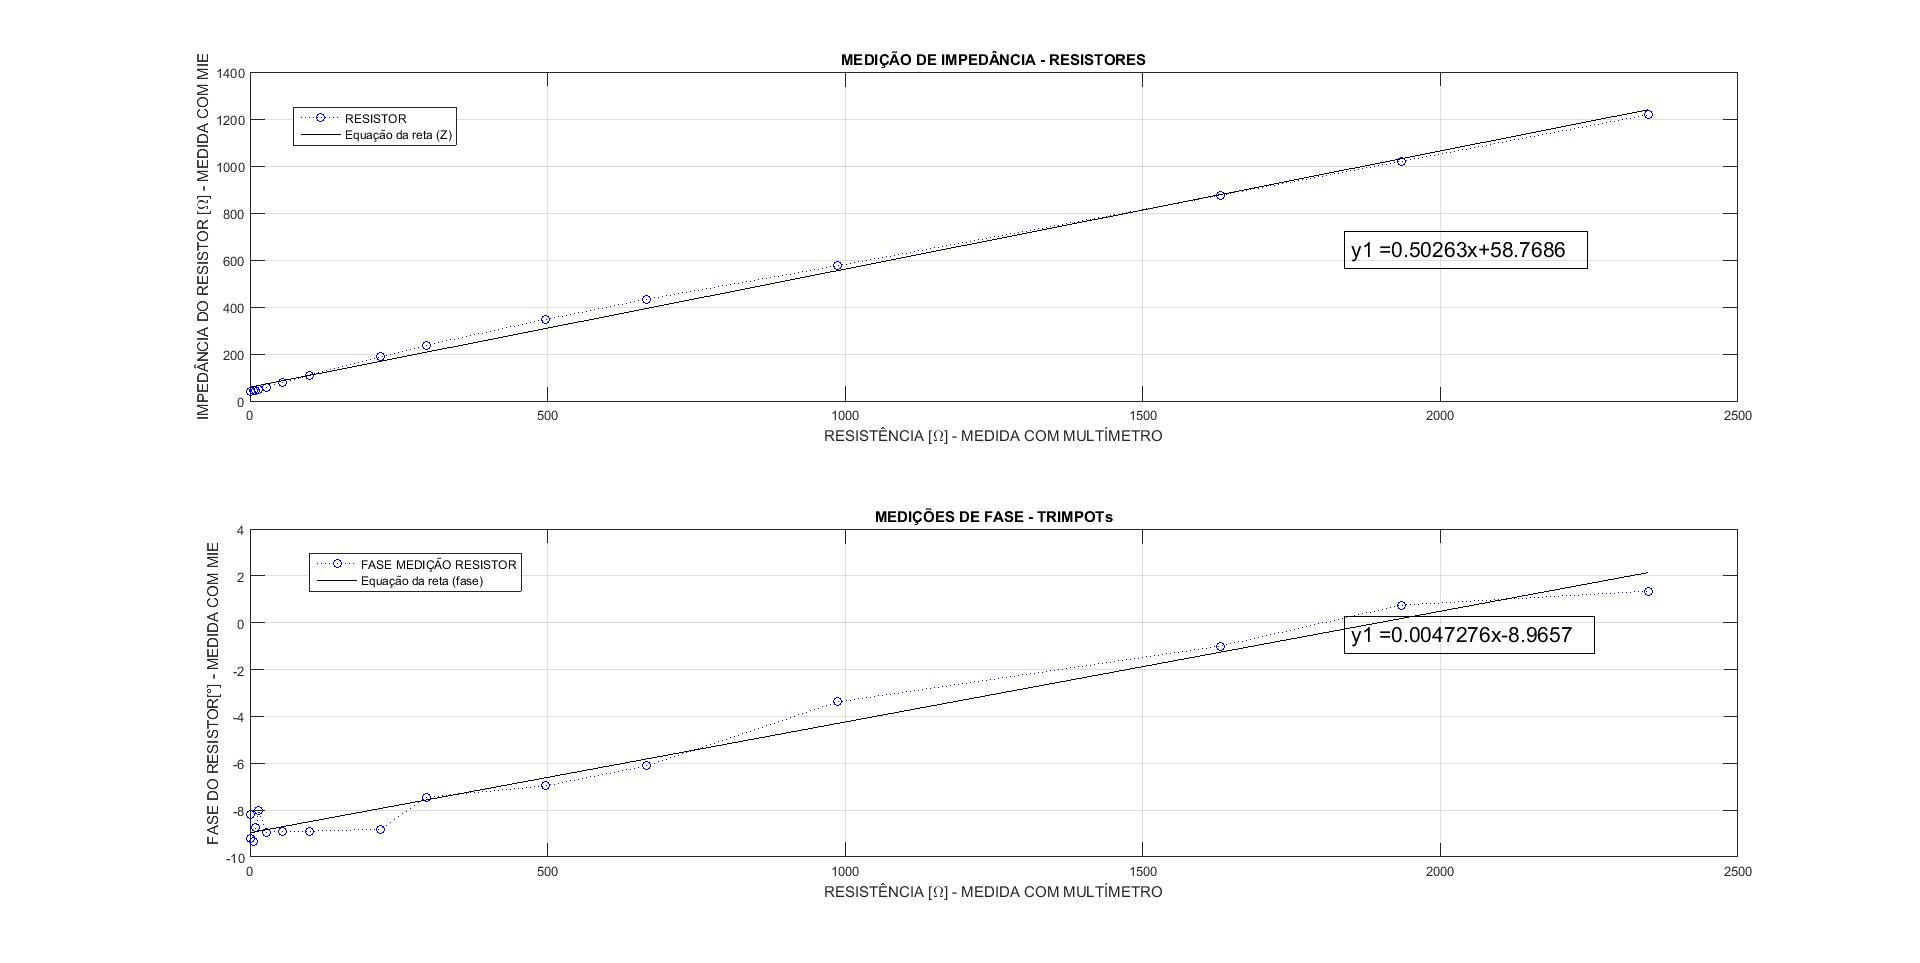 MEDIÇÃO DE IMPEDÂNCIA - RESISTORES
IMPEDÂNCIA DO RESISTOR [Ω] - MEDIDA COM MIE
1400
1200
1000
800
600
400
200
0
RESISTOR
Equação da reta (Z)
y1 =0.50263x+58.7686
0 500 1000 1500 2000 2500
RESISTÊNCIA [Ω] - MEDIDA COM MULTÍMETRO
MEDIÇÕES DE FASE - TRIMPOTs
FASE DO RESISTOR[°] - MEDIDA COM MIE
4
2
0
-2
-4
-6
-8
-10
FASE MEDIÇÃO RESISTOR
Equação da reta (fase)
y1 =0.0047276x-8.9657
0 500 1000 1500 2000 2500
RESISTÊNCIA [Ω] - MEDIDA COM MULTÍMETRO